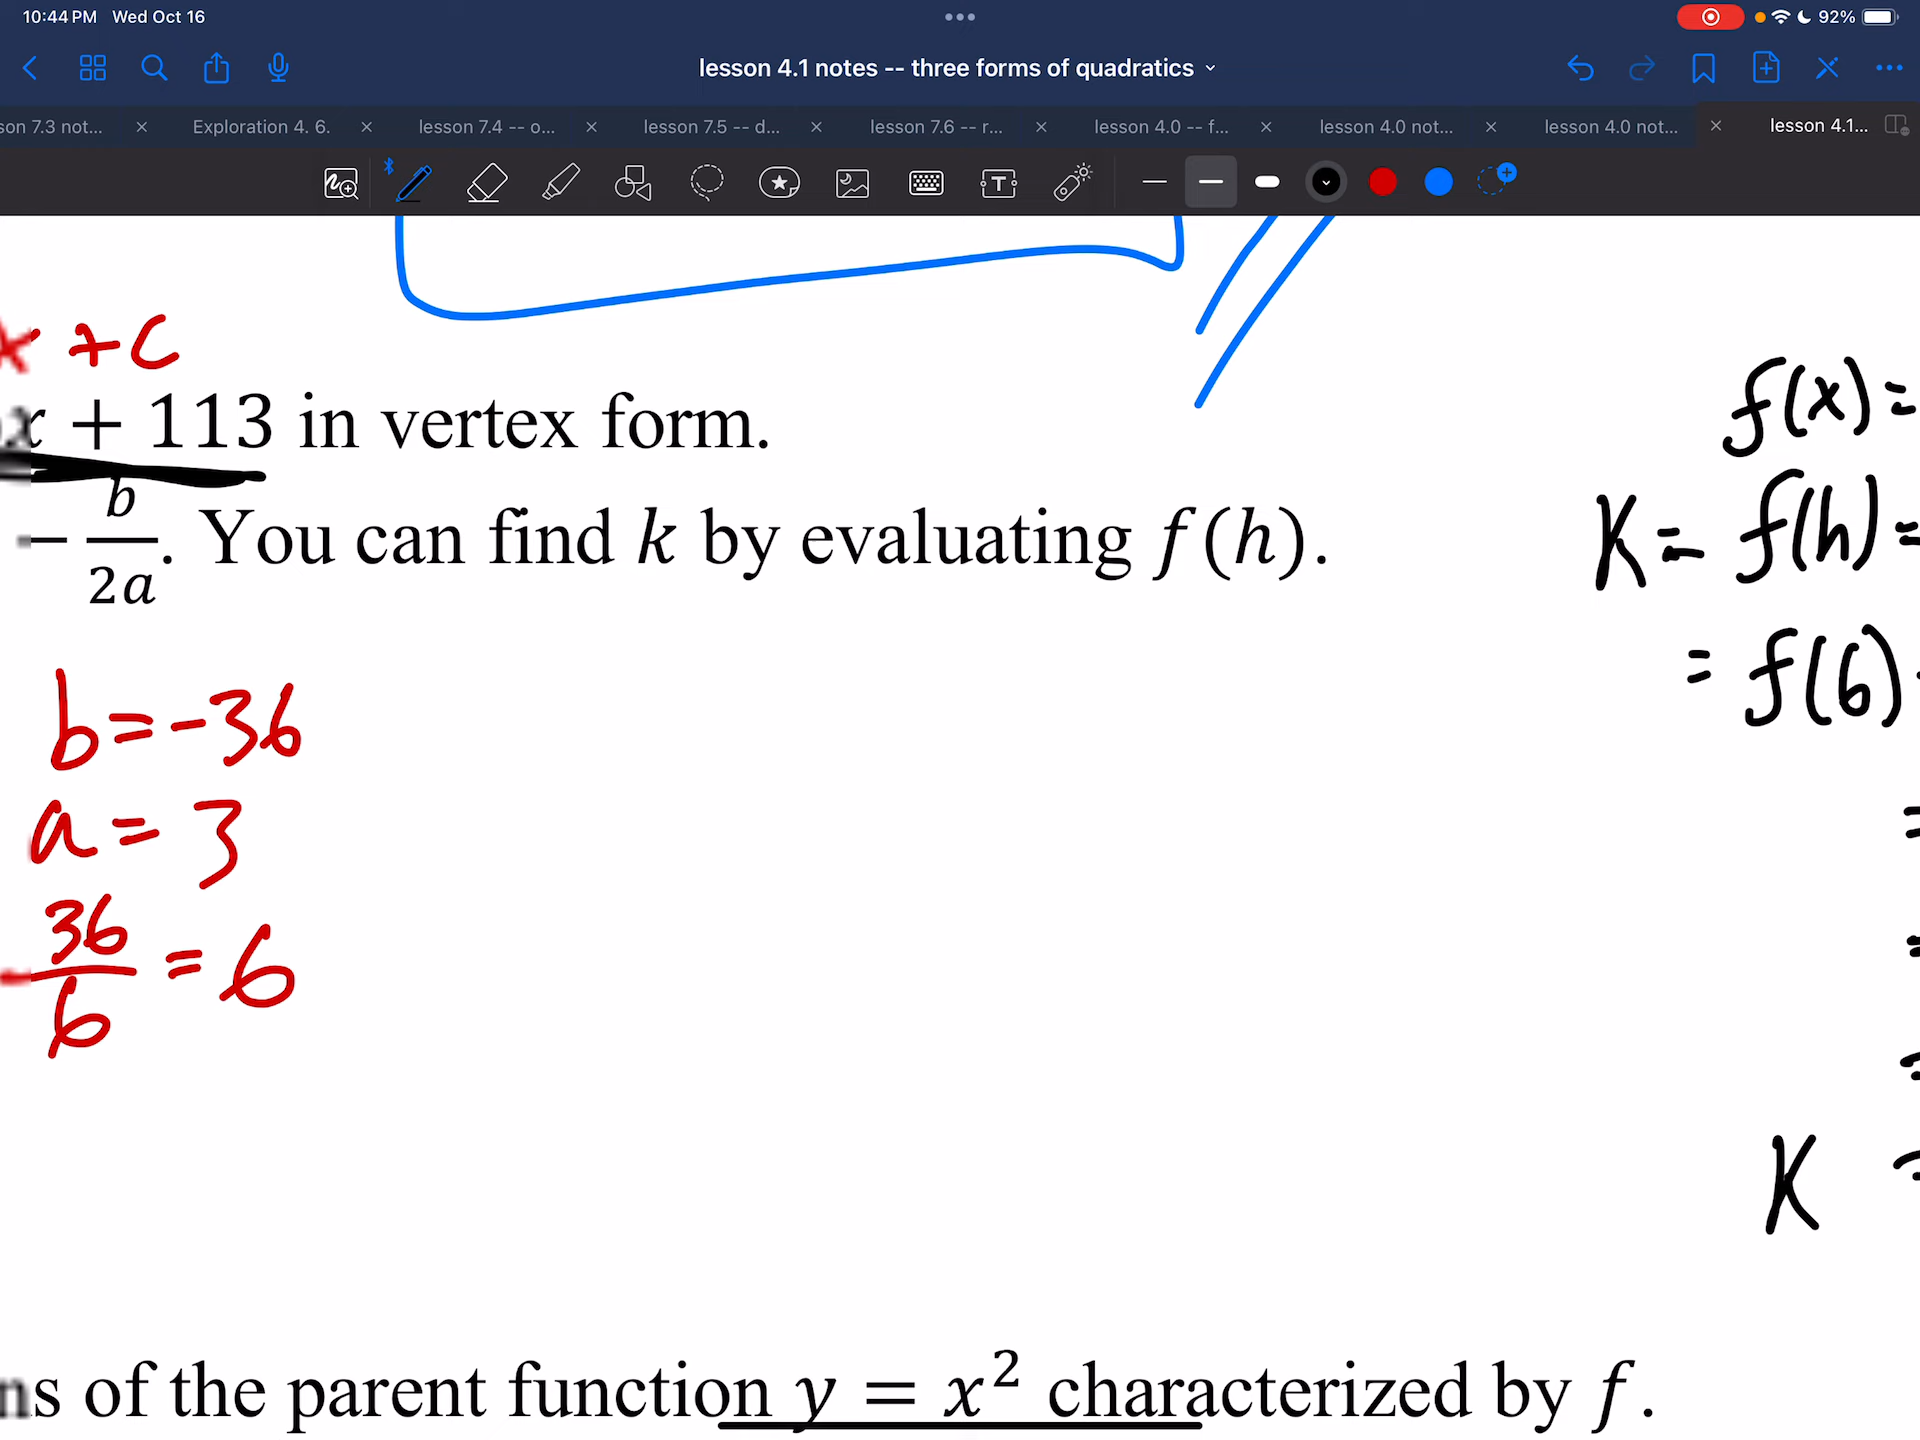 10:44 PM Wed Oct 16
92%
lesson 4.1 notes -- three forms of quadratics
son 7.3 not...
Exploration 4. 6.
lesson 7.4 -- o...
lesson 7.5 -- d...
lesson 7.6 -- r...
lesson 4.0 -- f...
lesson 4.0 not...
lesson 4.0 not...
lesson 4.1...
x + c
x + 113 in vertex form.
f(x) =
− b/2a. You can find k by evaluating f(h).
K = f(h) =
= f(6)
b = -36
a = 3
=
- 36/6 = 6
=
=
K =
ns of the parent function y = x² characterized by f.